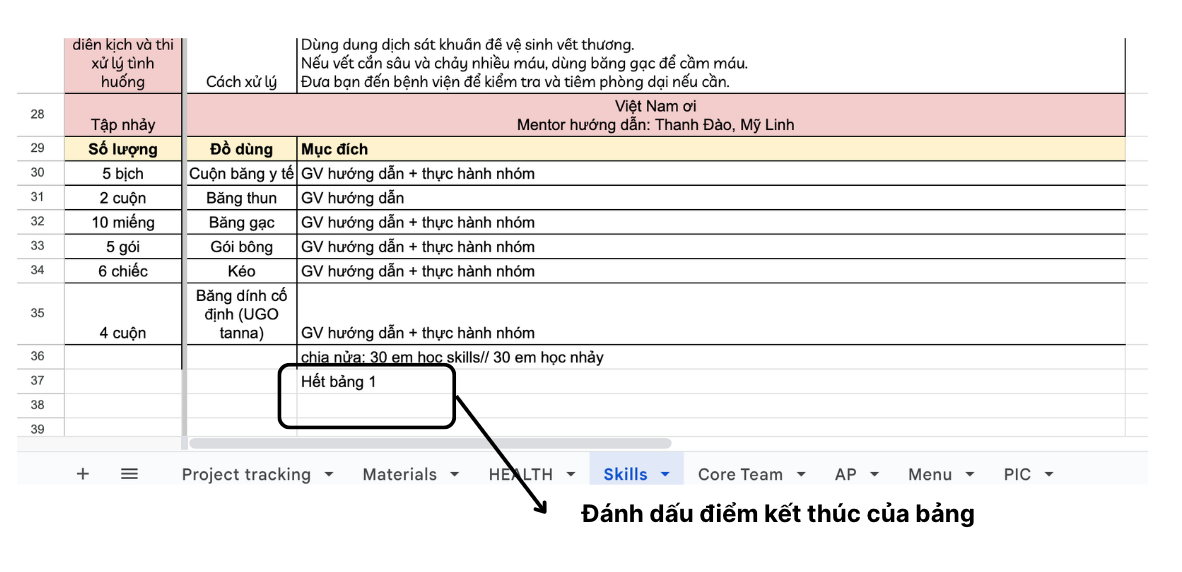 diễn kịch và thi
xử lý tình
huống
Cách xử lý
Dùng dung dịch sát khuẩn để vệ sinh vết thương.
Nếu vết cắn sâu và chảy nhiều máu, dùng băng gạc để cầm máu.
Đưa bạn đến bệnh viện để kiểm tra và tiêm phòng dại nếu cần.
28
Tập nhảy
Việt Nam ơi
Mentor hướng dẫn: Thanh Đào, Mỹ Linh
29 Số lượng Đồ dùng Mục đích
30 5 bịch Cuộn băng y tế GV hướng dẫn + thực hành nhóm
31 2 cuộn Băng thun GV hướng dẫn
32 10 miếng Băng gạc GV hướng dẫn + thực hành nhóm
33 5 gói Gói bông GV hướng dẫn + thực hành nhóm
34 6 chiếc Kéo GV hướng dẫn + thực hành nhóm
35
4 cuộn
Băng dính cố
định (UGO
tanna)
GV hướng dẫn + thực hành nhóm
36 chia nửa: 30 em học skills// 30 em học nhảy
37 Hết bảng 1
38
39
Project tracking Materials HEALTH Skills Core Team AP Menu PIC
Đánh dấu điểm kết thúc của bảng